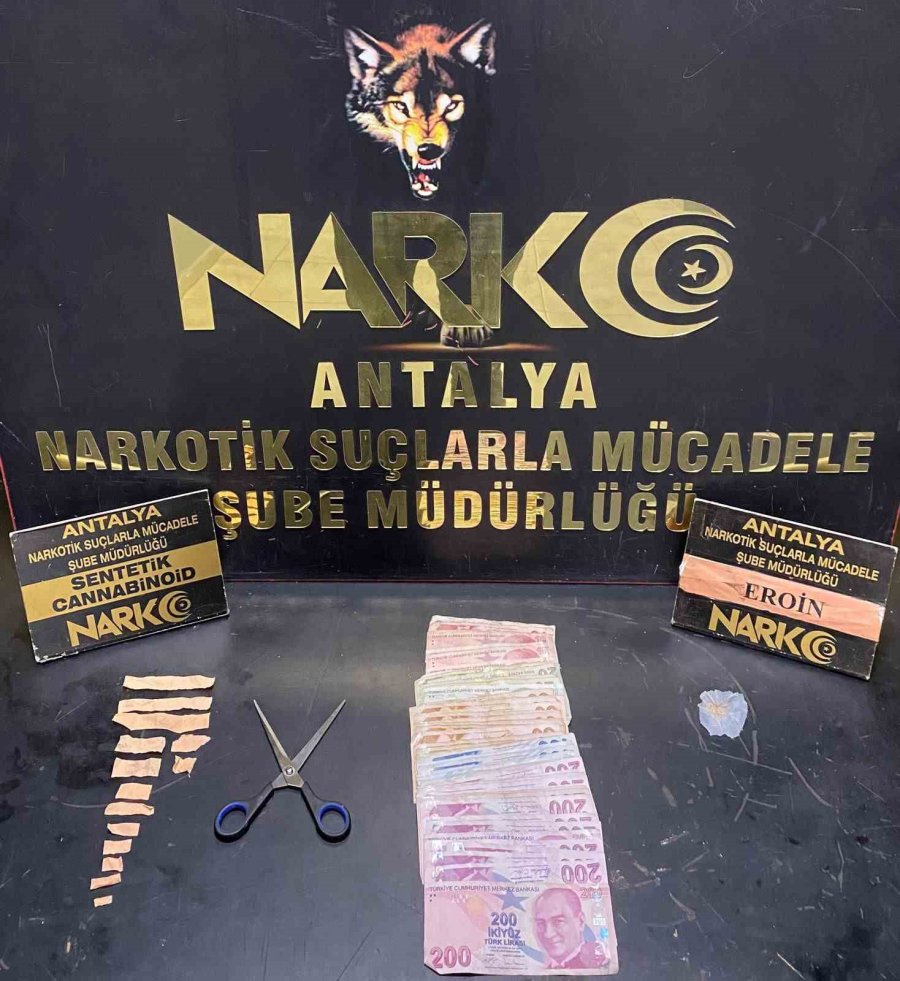 NARKO
ANTALYA
NARKOTİK SUÇLARLA MÜCADELE
ŞUBE MÜDÜRLÜĞÜ
ANTALYA
NARKOTİK SUÇLARLA MÜCADELE
ŞUBE MÜDÜRLÜĞÜ
SENTETİK
CANNABİNOİD
NARKO
ANTALYA
NARKOTİK SUÇLARLA MÜCADELE
ŞUBE MÜDÜRLÜĞÜ
EROİN
NARKO
200
200
TÜRKİYE CUMHURİYET MERKEZ BANKASI
200
İKİYÜZ
TÜRK LİRASI
200